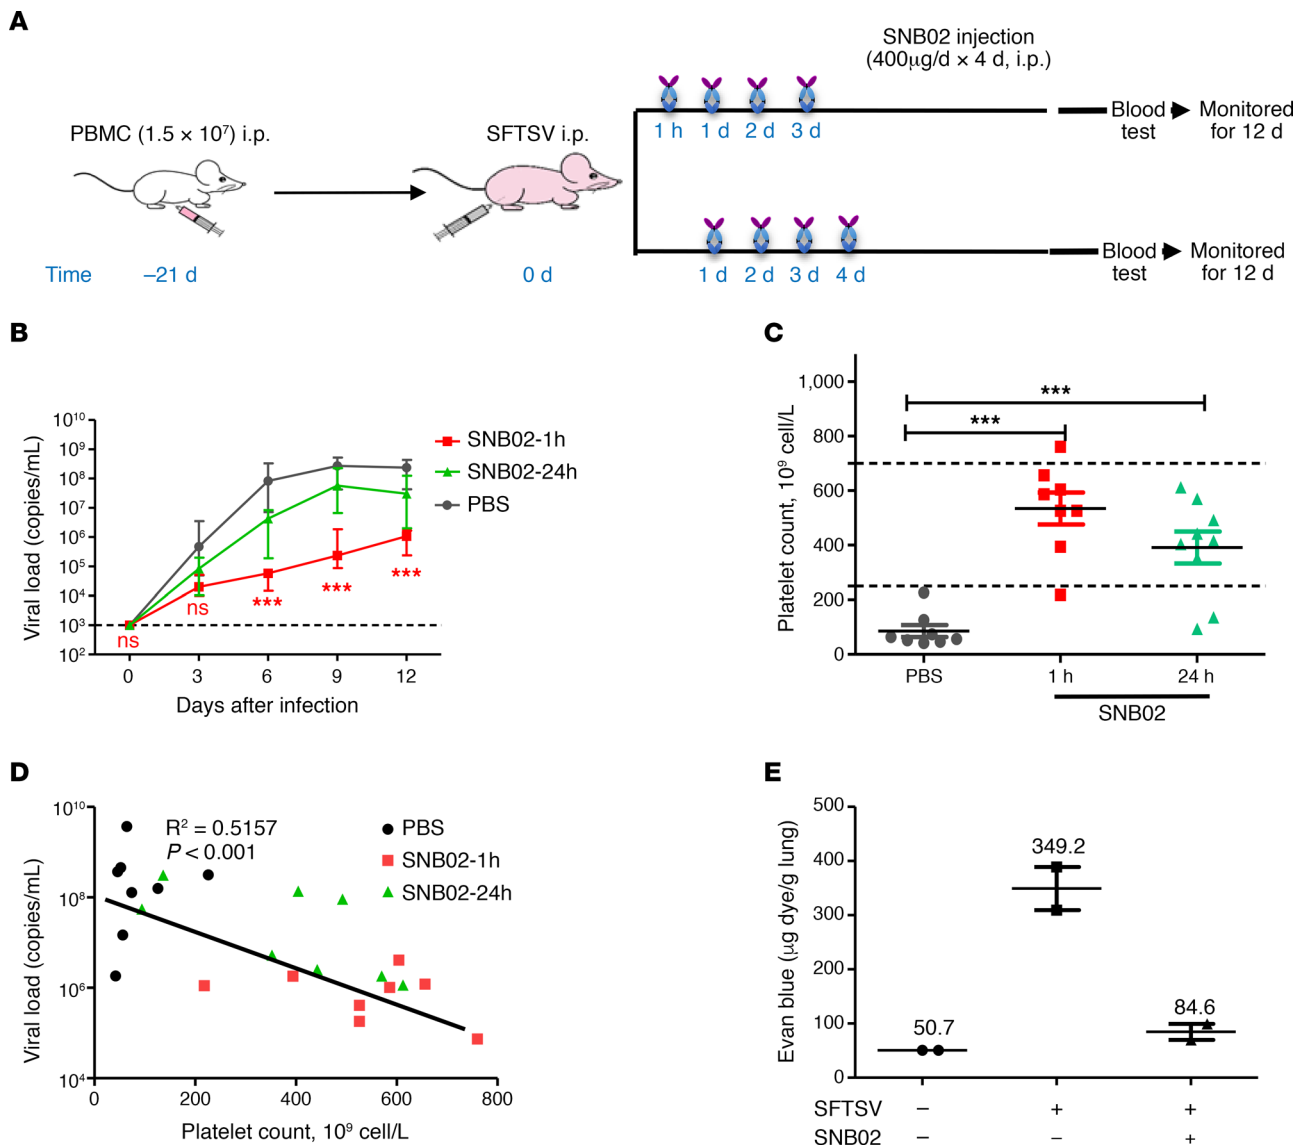 A
SNB02 injection
(400μg/d × 4 d, i.p.)
PBMC (1.5 × 10⁷) i.p.
SFTSV i.p.
1 h 1 d 2 d 3 d
Blood test
Monitored for 12 d
1 d 2 d 3 d 4 d
Blood test
Monitored for 12 d
Time –21 d 0 d
B
Viral load (copies/mL)
10¹⁰
10⁹
10⁸
10⁷
10⁶
10⁵
10⁴
10³
10²
SNB02-1h
SNB02-24h
PBS
ns
ns
***
***
***
0 3 6 9 12
Days after infection
C
Platelet count, 10⁹ cell/L
1,000
800
600
400
200
0
***
***
PBS 1 h 24 h
SNB02
D
Viral load (copies/mL)
10¹⁰
10⁸
10⁶
10⁴
R² = 0.5157
P < 0.001
PBS
SNB02-1h
SNB02-24h
0 200 400 600 800
Platelet count, 10⁹ cell/L
E
Evan blue (μg dye/g lung)
500
400
300
200
100
0
50.7
349.2
84.6
SFTSV – + +
SNB02 – – +